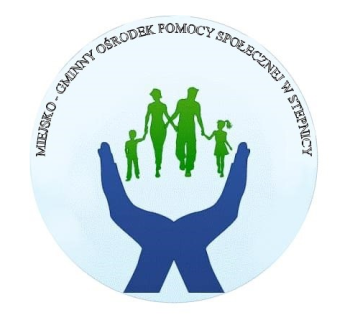 MIEJSKO - GMINNY OŚRODEK POMOCY SPOŁECZNEJ W STEPNICY